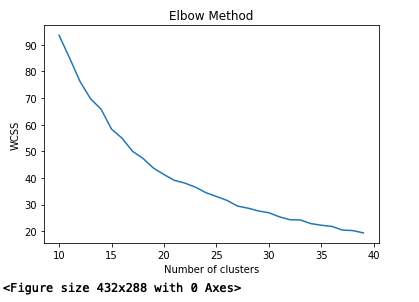 Elbow Method
90
80
70
60
50
40
30
20
WCSS
10 15 20 25 30 35 40
Number of clusters
<Figure size 432x288 with 0 Axes>